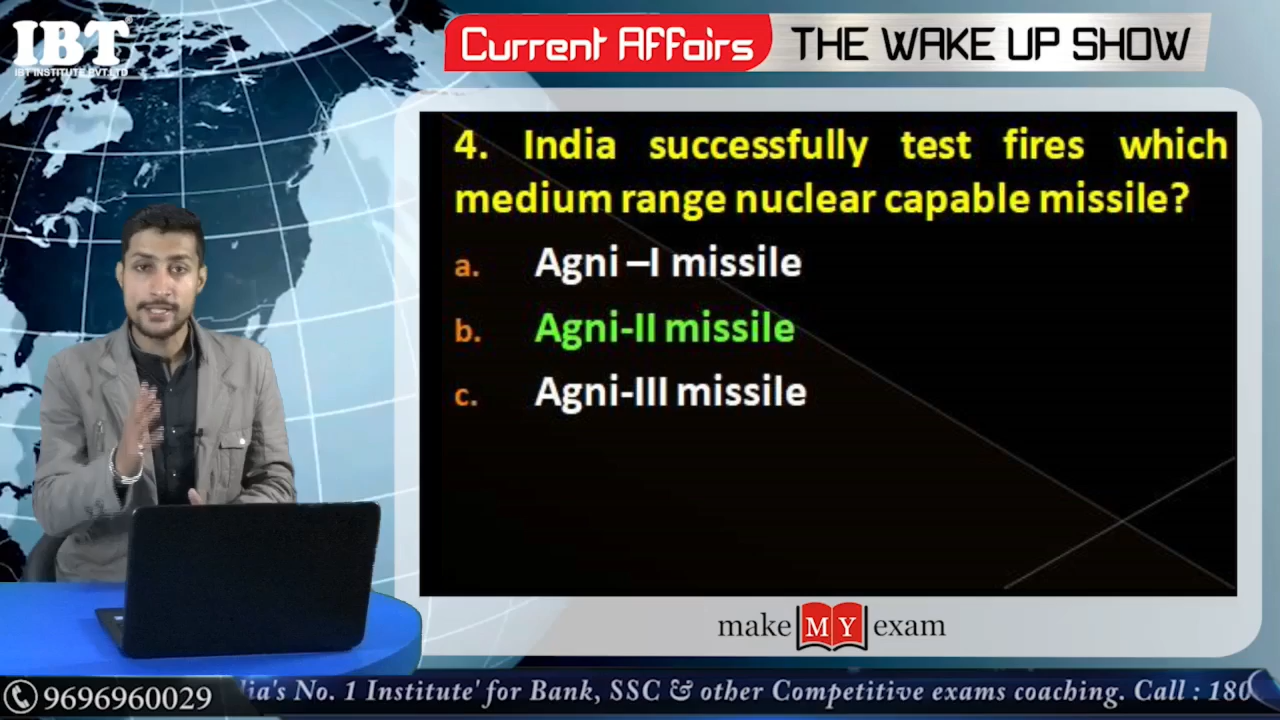 IBT®
IBT INSTITUTE PVT.LTD
Current Affairs THE WAKE UP SHOW
4. India successfully test fires which
medium range nuclear capable missile?
a. Agni –I missile
b. Agni-II missile
c. Agni-III missile
make MY exam
9696960029 dia's No. 1 Institute' for Bank, SSC & other Competitive exams coaching. Call : 180